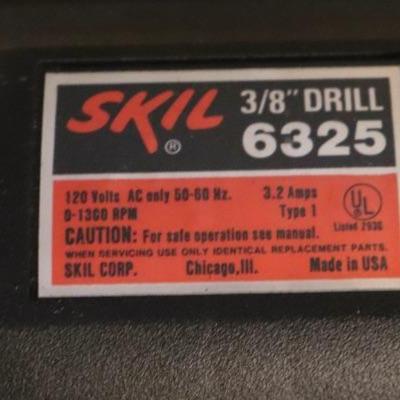 SKIL ® 3/8" DRILL
6325
120 Volts AC only 50-60 Hz. 3.2 Amps
0-1300 RPM Type 1
UL
CAUTION: For safe operation see manual. Listed 293G
WHEN SERVICING USE ONLY IDENTICAL REPLACEMENT PARTS.
SKIL CORP. Chicago, Ill. Made in USA